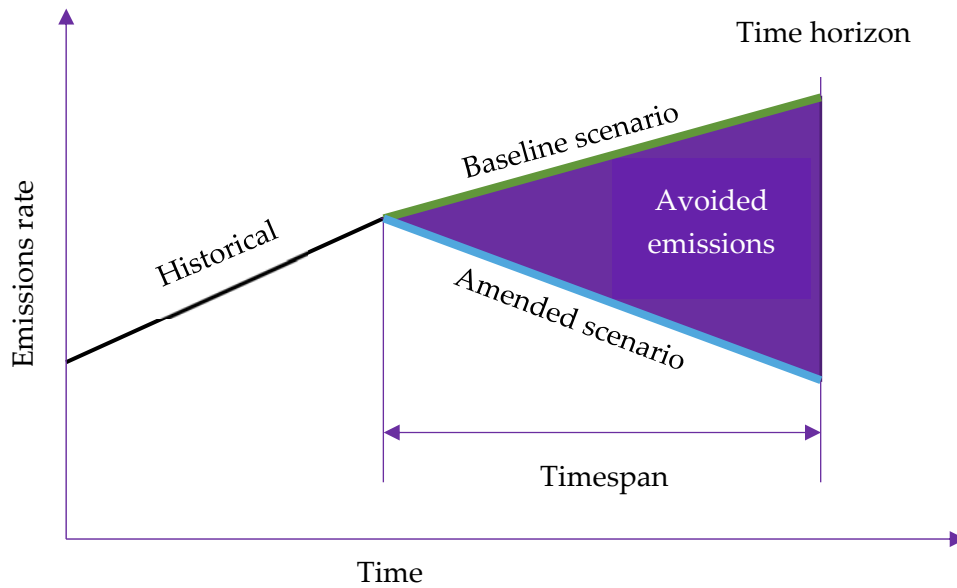 Time horizon
Baseline scenario
Avoided
emissions
Historical
Amended scenario
Emissions rate
Timespan
Time